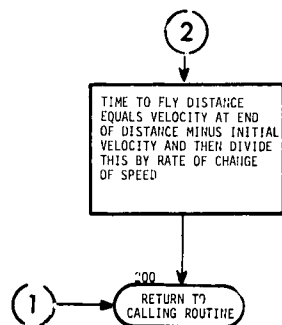 2
TIME TO FLY DISTANCE
EQUALS VELOCITY AT END
OF DISTANCE MINUS INITIAL
VELOCITY AND THEN DIVIDE
THIS BY RATE OF CHANGE
OF SPEED
300
1
RETURN TO
CALLING ROUTINE